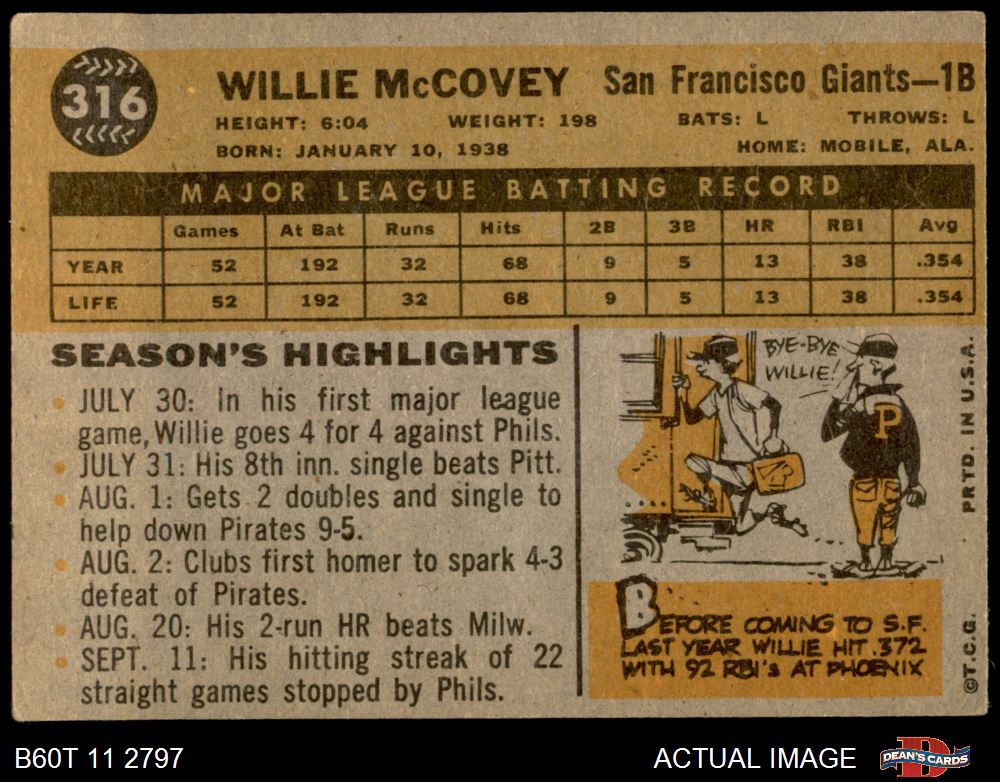 316
WILLIE McCOVEY San Francisco Giants—1B
HEIGHT: 6:04 WEIGHT: 198 BATS: L THROWS: L
BORN: JANUARY 10, 1938 HOME: MOBILE, ALA.
MAJOR LEAGUE BATTING RECORD
Games At Bat Runs Hits 2B 3B HR RBI Avg
YEAR 52 192 32 68 9 5 13 38 .354
LIFE 52 192 32 68 9 5 13 38 .354
SEASON'S HIGHLIGHTS
• JULY 30: In his first major league
game, Willie goes 4 for 4 against Phils.
• JULY 31: His 8th inn. single beats Pitt.
• AUG. 1: Gets 2 doubles and single to
help down Pirates 9-5.
• AUG. 2: Clubs first homer to spark 4-3
defeat of Pirates.
• AUG. 20: His 2-run HR beats Milw.
• SEPT. 11: His hitting streak of 22
straight games stopped by Phils.
BYE-BYE
WILLIE!
P
BEFORE COMING TO S.F.
LAST YEAR WILLIE HIT .372
WITH 92 RBI'S AT PHOENIX
PRTD. IN U.S.A.
©T.C.G.
B60T 11 2797
ACTUAL IMAGE
DEAN'S CARDS